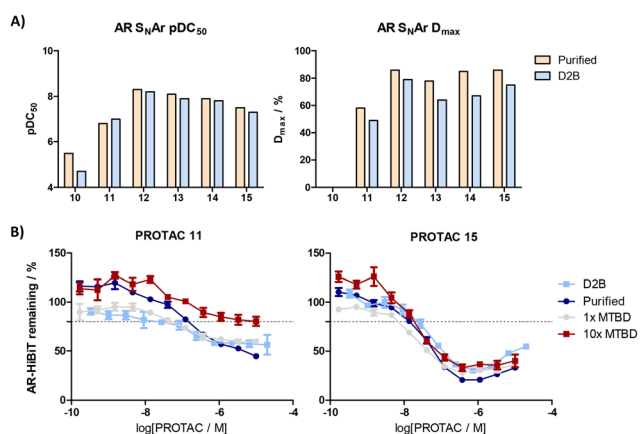 A)
AR SNAr pDC50
AR SNAr Dmax
pDC50
8
6
4
10 11 12 13 14 15
Dmax / %
100
80
60
40
20
0
10 11 12 13 14 15
Purified
D2B
B)
PROTAC 11
PROTAC 15
AR-HiBiT remaining / %
150
100
50
0
-10 -8 -6 -4
log[PROTAC / M]
150
100
50
0
-10 -8 -6 -4
log[PROTAC / M]
D2B
Purified
1x MTBD
10x MTBD